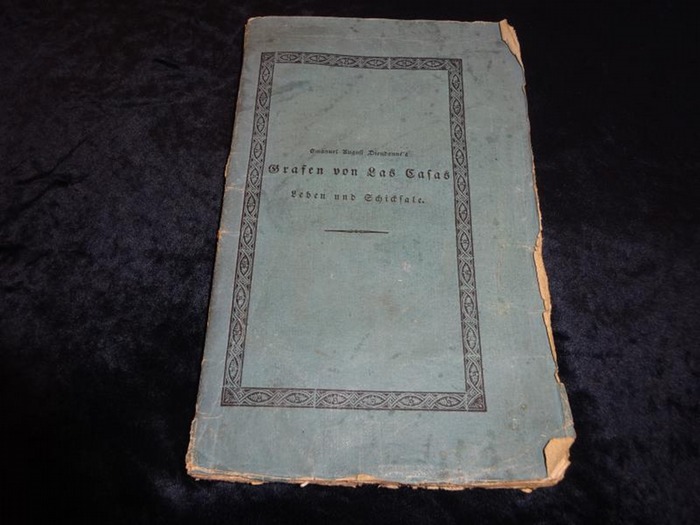 Emanuel August Dieudonné's
Grafen von Las Casas
Leben und Schicksale.